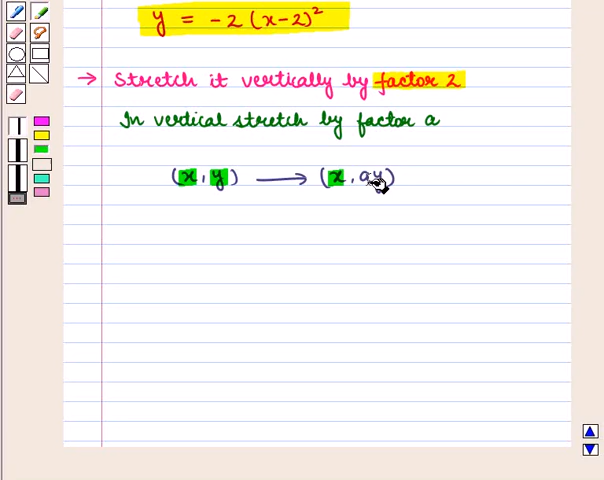 y = -2 (x-2)²
→ Stretch it vertically by factor 2
In vertical stretch by factor a
(x, y) → (x, ay)